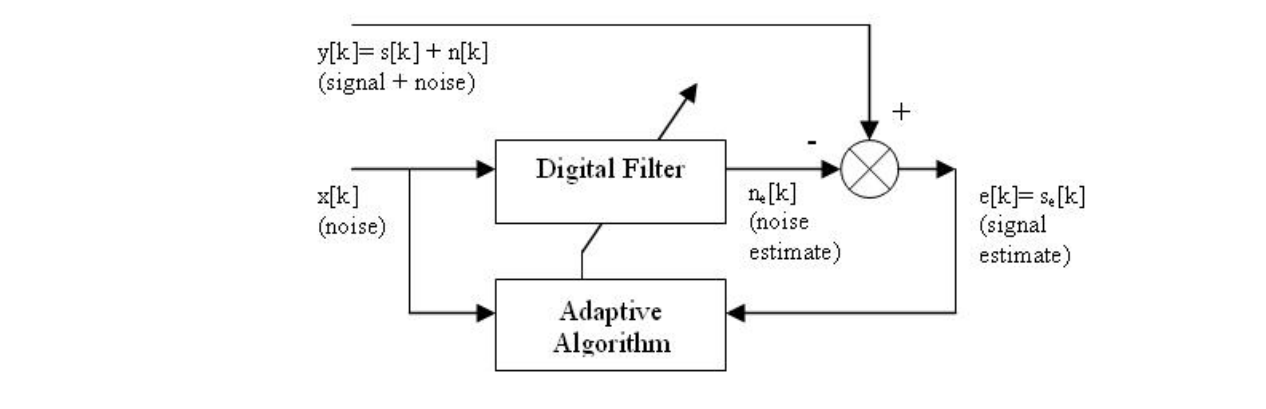 y[k]= s[k] + n[k]
(signal + noise)
+
-
Digital Filter
x[k]
(noise)
nₑ[k]
(noise
estimate)
e[k]= sₑ[k]
(signal
estimate)
Adaptive
Algorithm